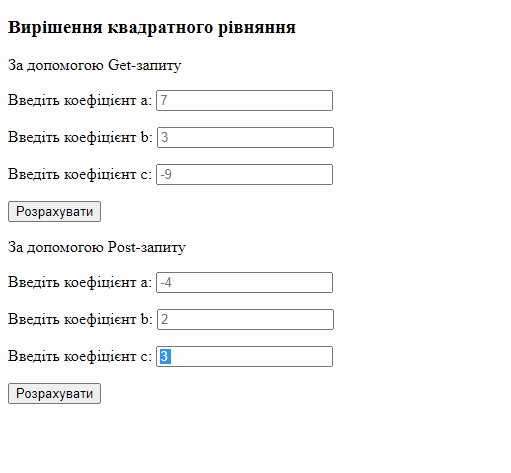 Вирішення квадратного рівняння
За допомогою Get-запиту
Введіть коефіцієнт a: 7
Введіть коефіцієнт b: 3
Введіть коефіцієнт c: -9
Розрахувати
За допомогою Post-запиту
Введіть коефіцієнт a: -4
Введіть коефіцієнт b: 2
Введіть коефіцієнт c: 3
Розрахувати